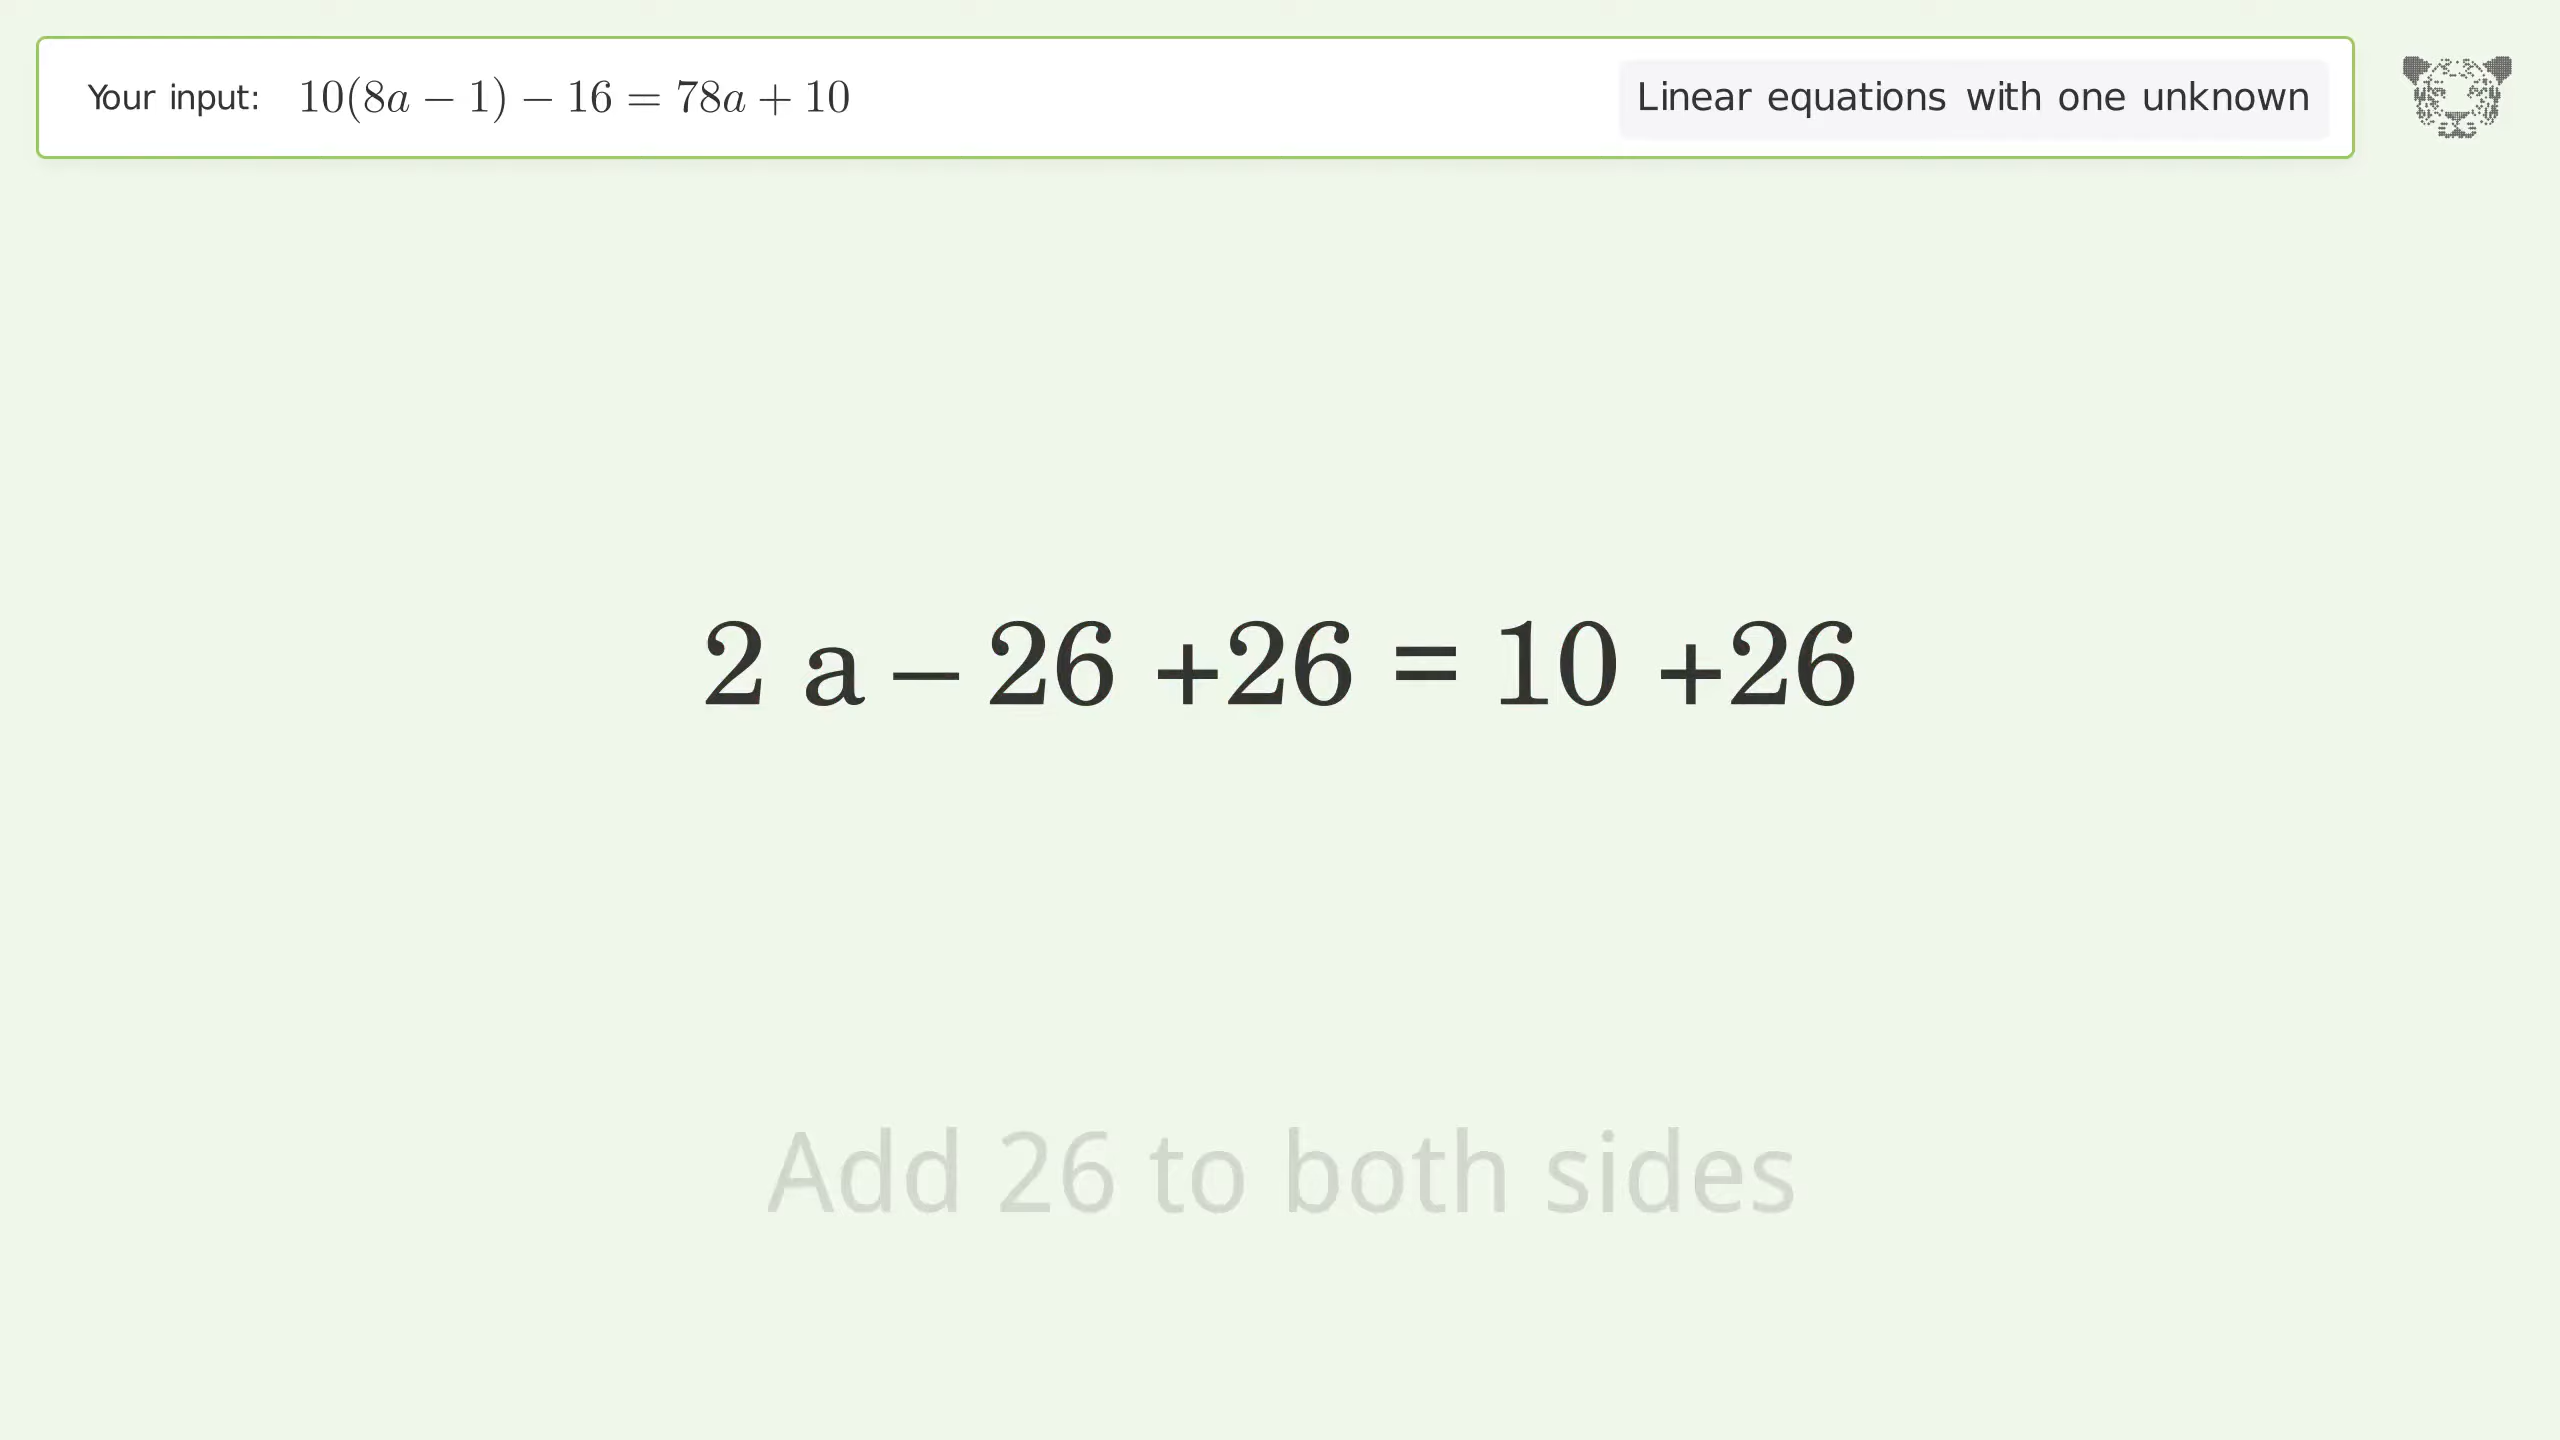 Your input: 10(8a − 1) − 16 = 78a + 10
Linear equations with one unknown
2 a – 26 +26 = 10 +26
Add 26 to both sides